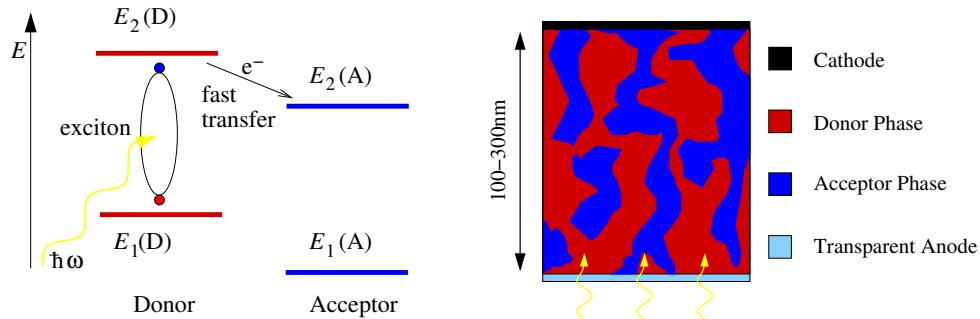 E₂(D)
E
e⁻
E₂(A)
fast
transfer
exciton
E₁(D)
E₁(A)
ħω
Donor
Acceptor
100–300nm
Cathode
Donor Phase
Acceptor Phase
Transparent Anode